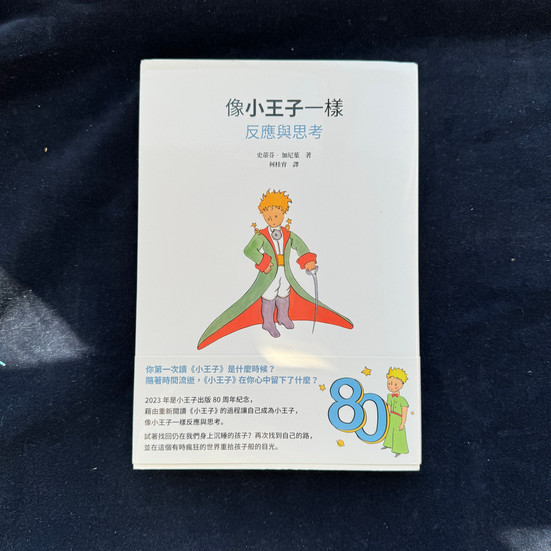 像小王子一樣
反應與思考
史蒂芬·加尼葉 著
何桂育 譯
你第一次讀《小王子》是什麼時候？
隨著時間流逝，《小王子》在你心中留下了什麼？
2023 年是小王子出版 80 周年紀念，
藉由重新閱讀《小王子》的過程讓自己成為小王子，
像小王子一樣反應與思考。
試著找回仍在我們身上沉睡的孩子？再次找到自己的路，
並在這個有時瘋狂的世界重拾孩子般的目光。
80